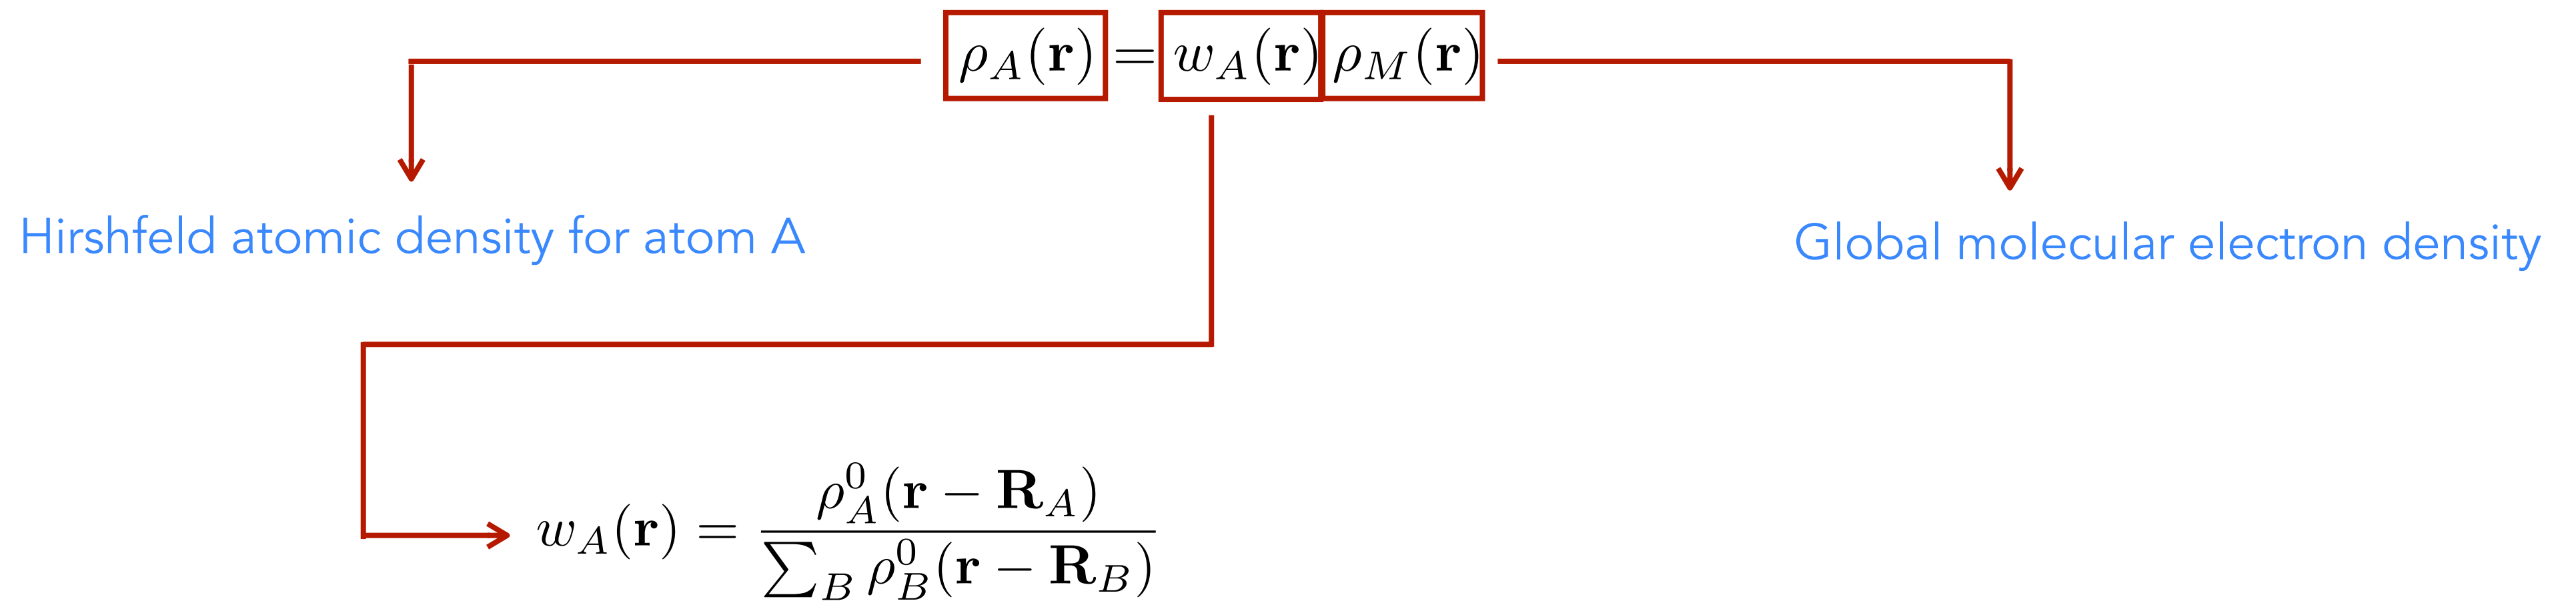 ρ_A(𝐫) = w_A(𝐫) ρ_M(𝐫)
Hirshfeld atomic density for atom A
Global molecular electron density
w_A(𝐫) = ρ_A^0(𝐫 − 𝐑_A) / ∑_B ρ_B^0(𝐫 − 𝐑_B)